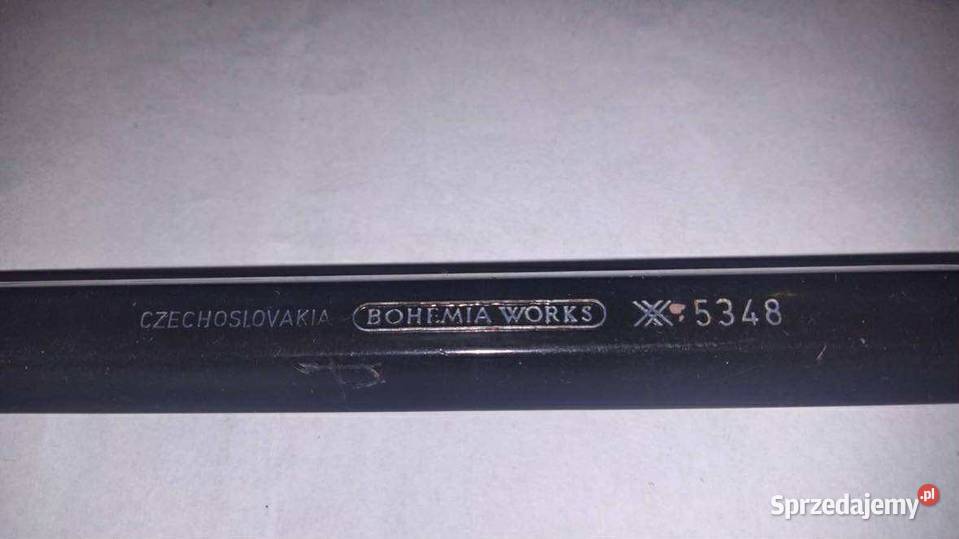 CZECHOSLOVAKIA BOHEMIA WORKS 5348
Sprzedajemy.pl